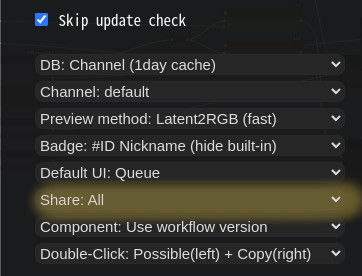 Skip update check
DB: Channel (1day cache)
Channel: default
Preview method: Latent2RGB (fast)
Badge: #ID Nickname (hide built-in)
Default UI: Queue
Share: All
Component: Use workflow version
Double-Click: Possible(left) + Copy(right)